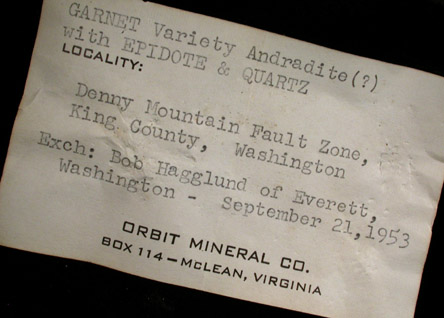 GARNET Variety Andradite(?)
with EPIDOTE & QUARTZ
LOCALITY:
Denny Mountain Fault Zone,
King County, Washington
Exch: Bob Hagglund of Everett,
Washington - September 21,1953
ORBIT MINERAL CO.
BOX 114—McLEAN, VIRGINIA